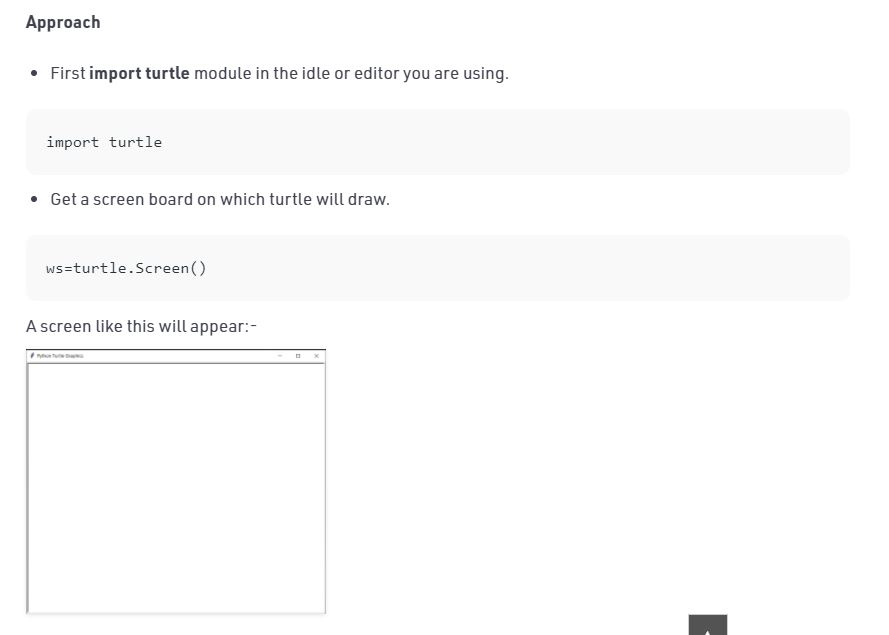 Approach
First import turtle module in the idle or editor you are using.
import turtle
Get a screen board on which turtle will draw.
ws=turtle.Screen()
A screen like this will appear:-
Python Turtle Graphics